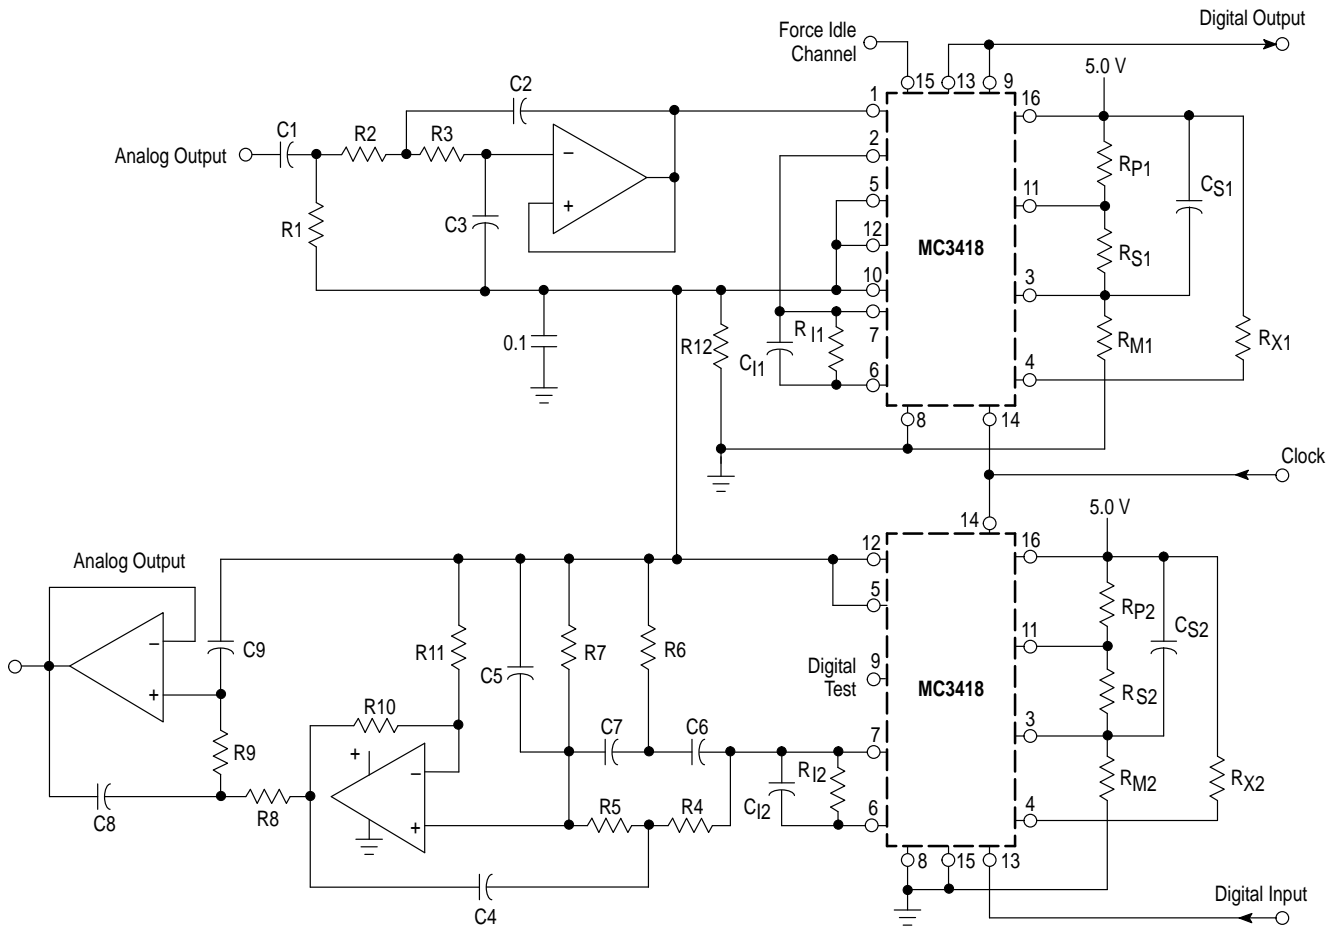 Force Idle
Channel
Digital Output
15 13 9
5.0 V
C2
1
16
C1
R2
R3
Analog Output
2
−
RP1
CS1
5
11
R1
C3
+
12
MC3418
RS1
10
3
0.1
R12
CI1
RI1
7
RM1
RX1
6
4
8
14
Clock
14
5.0 V
Analog Output
12
16
5
RP2
CS2
−
C9
R11
C5
R7
R6
11
Digital
Test
9
MC3418
RS2
+
R10
C7
C6
7
3
R9
+
−
RI2
CI2
RM2
RX2
C8
R8
+
R5
R4
6
4
8
15
13
C4
Digital Input